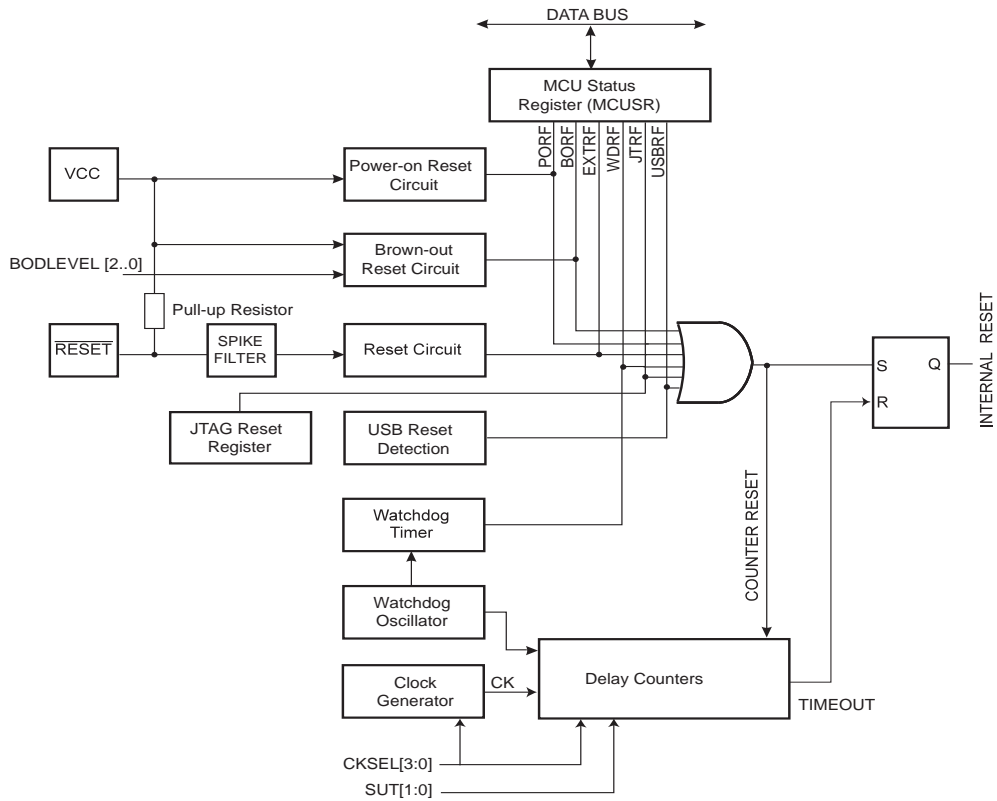 DATA BUS
MCU Status
Register (MCUSR)
PORF
BORF
EXTRF
WDRF
JTRF
USBRF
VCC
Power-on Reset
Circuit
Brown-out
Reset Circuit
BODLEVEL [2..0]
Pull-up Resistor
RESET
SPIKE
FILTER
Reset Circuit
JTAG Reset
Register
USB Reset
Detection
S
Q
R
INTERNAL RESET
Watchdog
Timer
COUNTER RESET
Watchdog
Oscillator
Clock
Generator
CK
Delay Counters
TIMEOUT
CKSEL[3:0]
SUT[1:0]